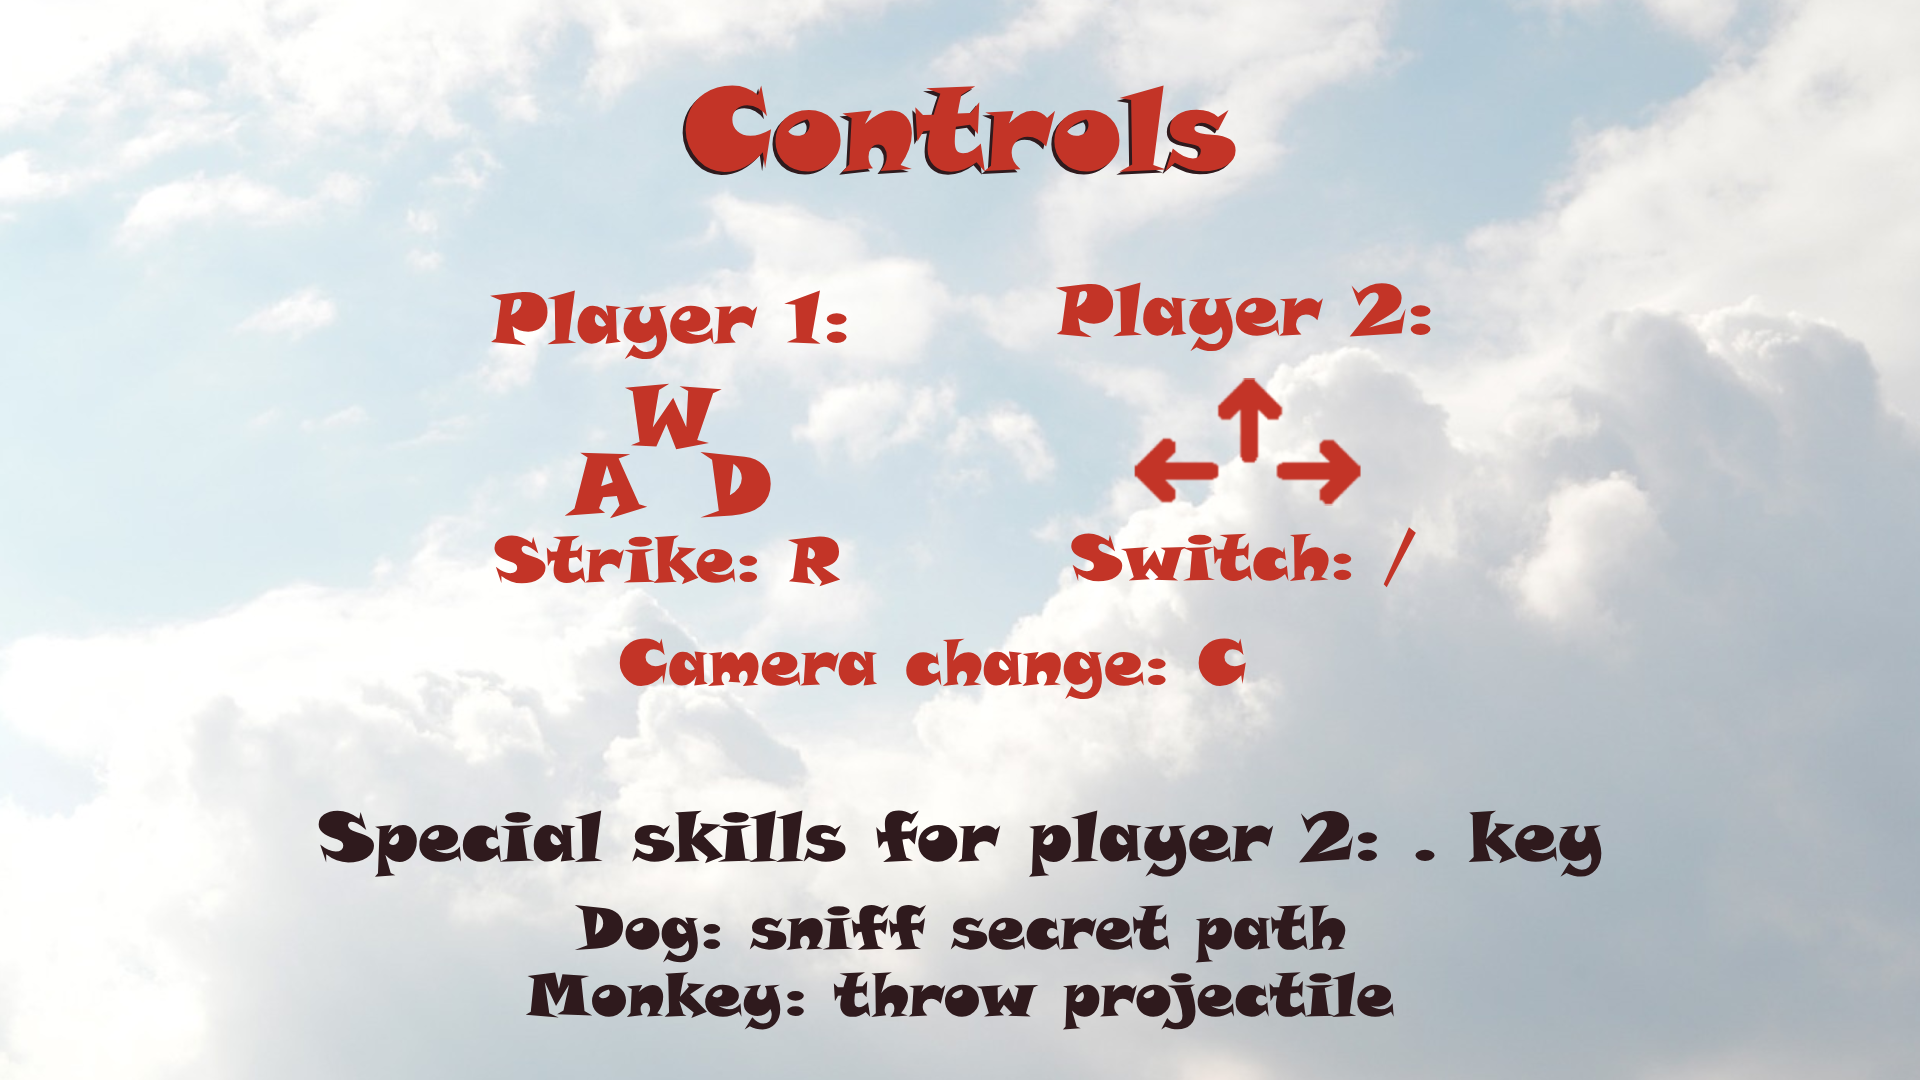 Controls
Player 1:
W
A D
Strike: R
Player 2:
↑
← →
Switch: /
Camera change: C
Special skills for player 2: . key
Dog: sniff secret path
Monkey: throw projectile